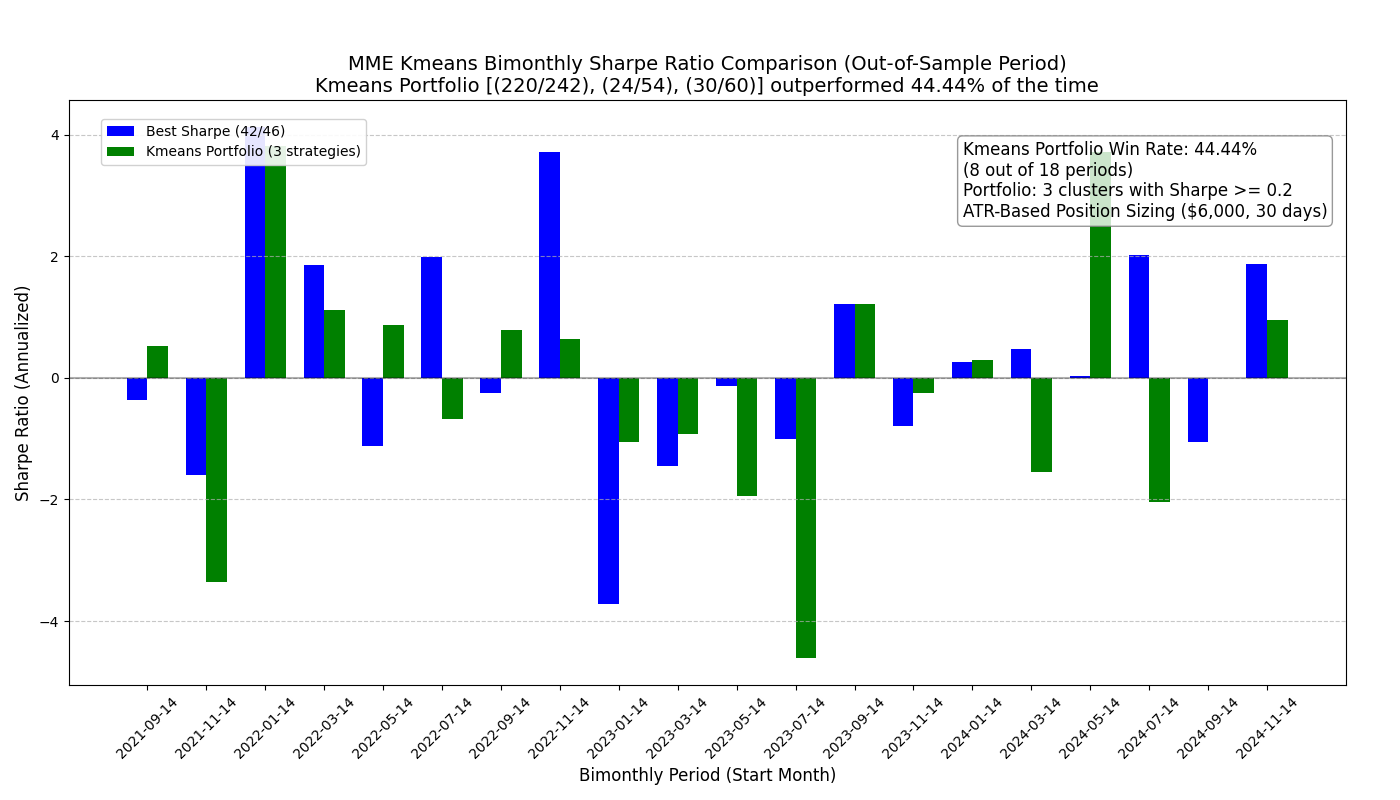 MME Kmeans Bimonthly Sharpe Ratio Comparison (Out-of-Sample Period)
Kmeans Portfolio [(220/242), (24/54), (30/60)] outperformed 44.44% of the time
Best Sharpe (42/46)
Kmeans Portfolio (3 strategies)
Kmeans Portfolio Win Rate: 44.44%
(8 out of 18 periods)
Portfolio: 3 clusters with Sharpe >= 0.2
ATR-Based Position Sizing ($6,000, 30 days)
Sharpe Ratio (Annualized)
4
2
0
−2
−4
2021-09-14
2021-11-14
2022-01-14
2022-03-14
2022-05-14
2022-07-14
2022-09-14
2022-11-14
2023-01-14
2023-03-14
2023-05-14
2023-07-14
2023-09-14
2023-11-14
2024-01-14
2024-03-14
2024-05-14
2024-07-14
2024-09-14
2024-11-14
Bimonthly Period (Start Month)